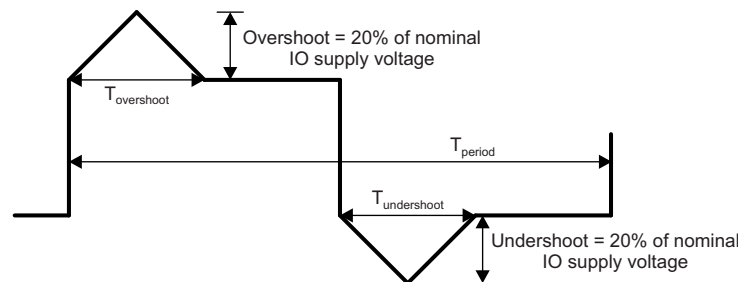 Overshoot = 20% of nominal
IO supply voltage
Tovershoot
Tperiod
Tundershoot
Undershoot = 20% of nominal
IO supply voltage